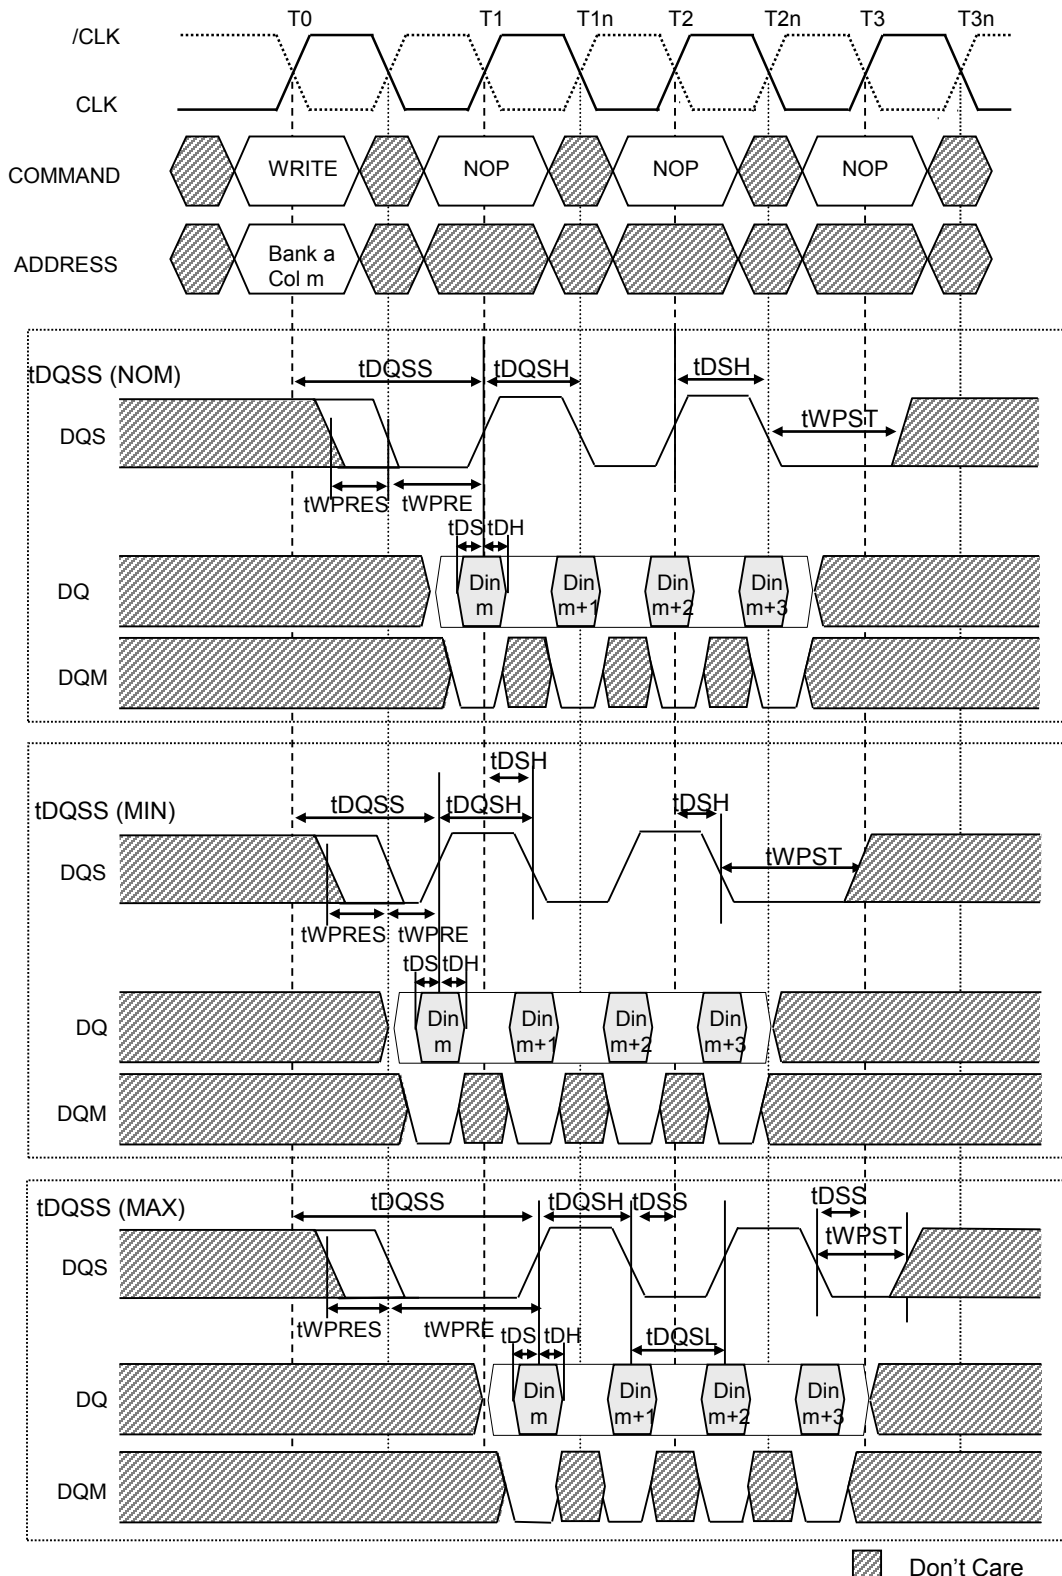 T0 T1 T1n T2 T2n T3 T3n
/CLK
CLK
COMMAND WRITE NOP NOP NOP
ADDRESS Bank a
Col m
tDQSS (NOM) tDQSS tDQSH tDSH
DQS tWPST
tWPRES tWPRE
tDS tDH
DQ Din Din Din Din
m m+1 m+2 m+3
DQM
tDSH
tDQSS (MIN) tDQSS tDQSH tDSH
DQS tWPST
tWPRES tWPRE
tDS tDH
DQ Din Din Din Din
m m+1 m+2 m+3
DQM
tDQSS (MAX) tDQSS tDQSH tDSS tDSS
DQS tWPST
tWPRES tWPRE tDS tDH tDQSL
DQ Din Din Din Din
m m+1 m+2 m+3
DQM
Don't Care